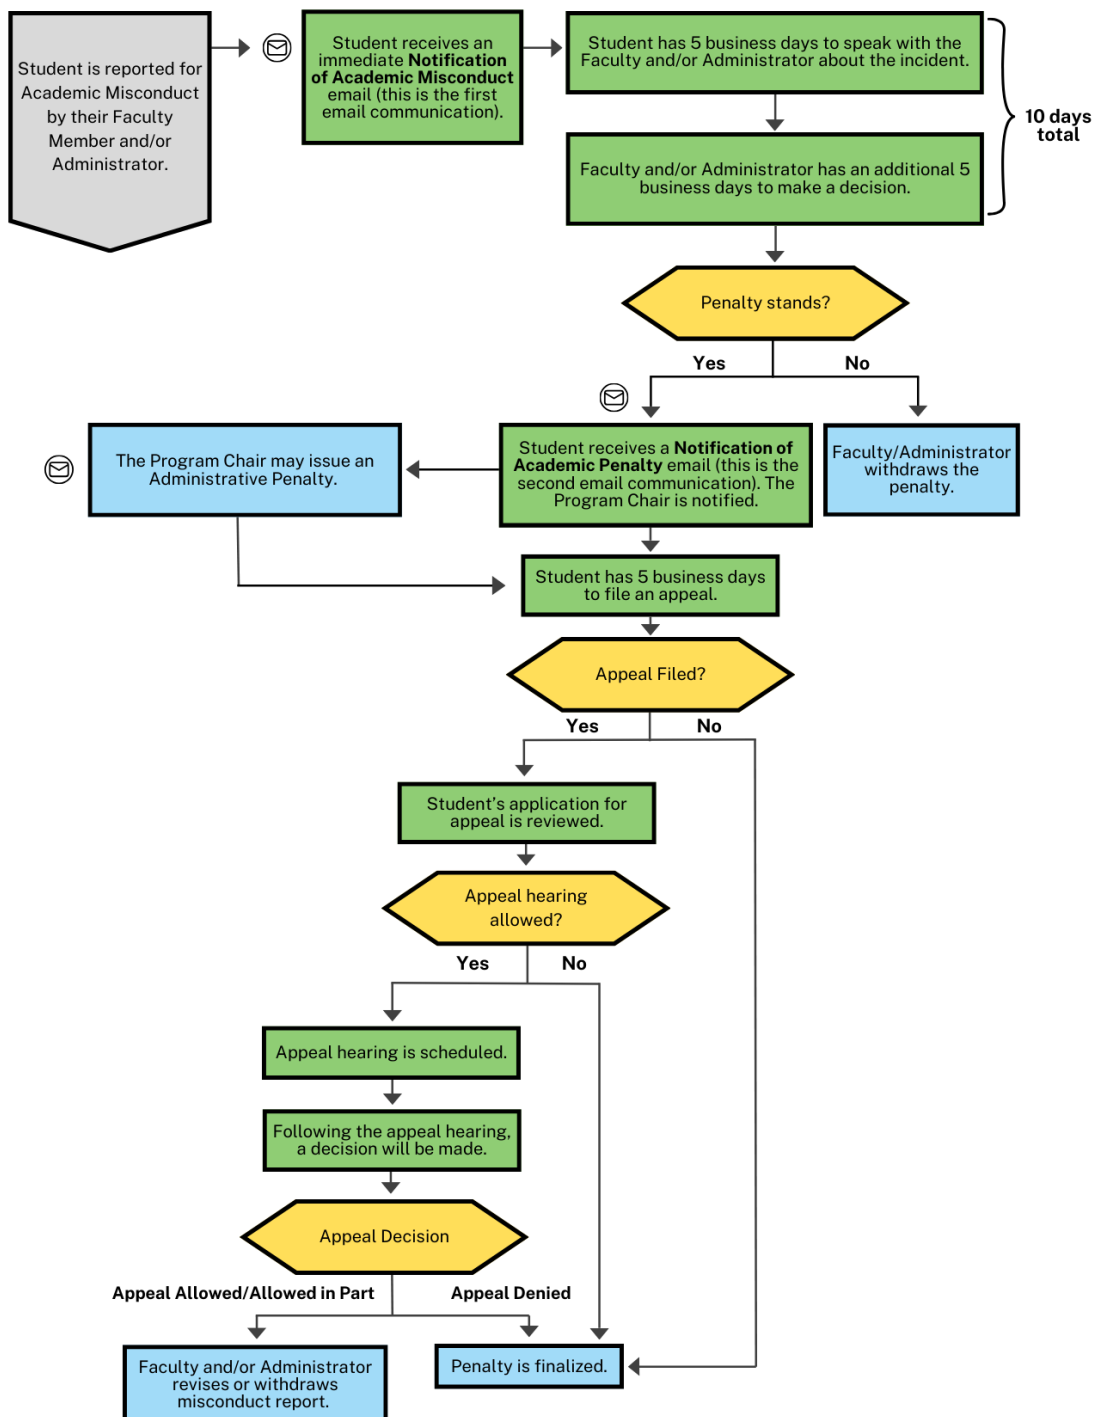 Student is reported for
Academic Misconduct
by their Faculty
Member and/or
Administrator.
Student receives an
immediate Notification
of Academic Misconduct
email (this is the first
email communication).
Student has 5 business days to speak with the
Faculty and/or Administrator about the incident.
10 days
total
Faculty and/or Administrator has an additional 5
business days to make a decision.
Penalty stands?
Yes
No
The Program Chair may issue an
Administrative Penalty.
Student receives a Notification of
Academic Penalty email (this is the
second email communication). The
Program Chair is notified.
Faculty/Administrator
withdraws the
penalty.
Student has 5 business days
to file an appeal.
Appeal Filed?
Yes
No
Student’s application for
appeal is reviewed.
Appeal hearing
allowed?
Yes
No
Appeal hearing is scheduled.
Following the appeal hearing,
a decision will be made.
Appeal Decision
Appeal Allowed/Allowed in Part
Appeal Denied
Faculty and/or Administrator
revises or withdraws
misconduct report.
Penalty is finalized.